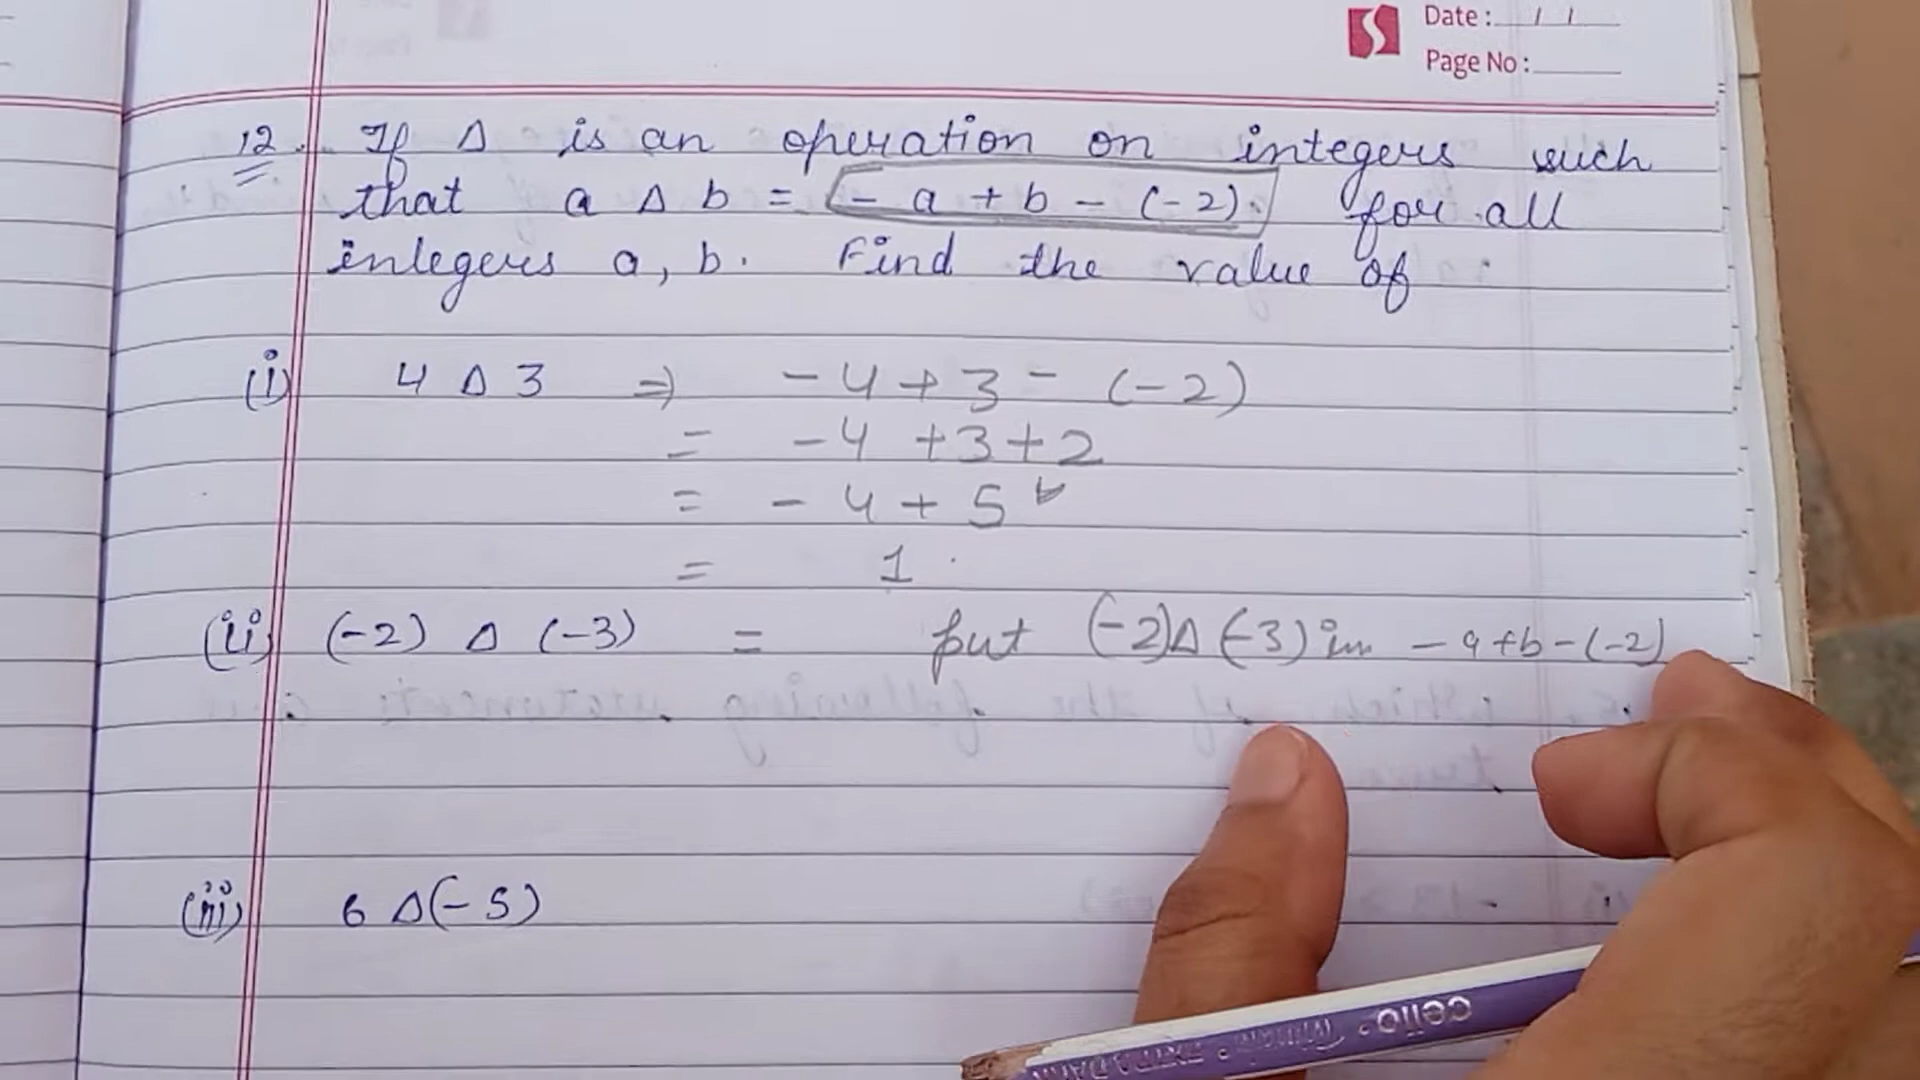 Date : / /
Page No :
12. If Δ is an operation on integers such
that a Δ b = - a + b - (-2). for all
integers a, b. Find the value of
(i) 4 Δ 3 ⇒ - 4 + 3 - (-2)
= - 4 + 3 + 2
= - 4 + 5
= 1.
(ii) (-2) Δ (-3) = put (-2) Δ (-3) in - a + b - (-2)
(iii) 6 Δ (- 5)
cello